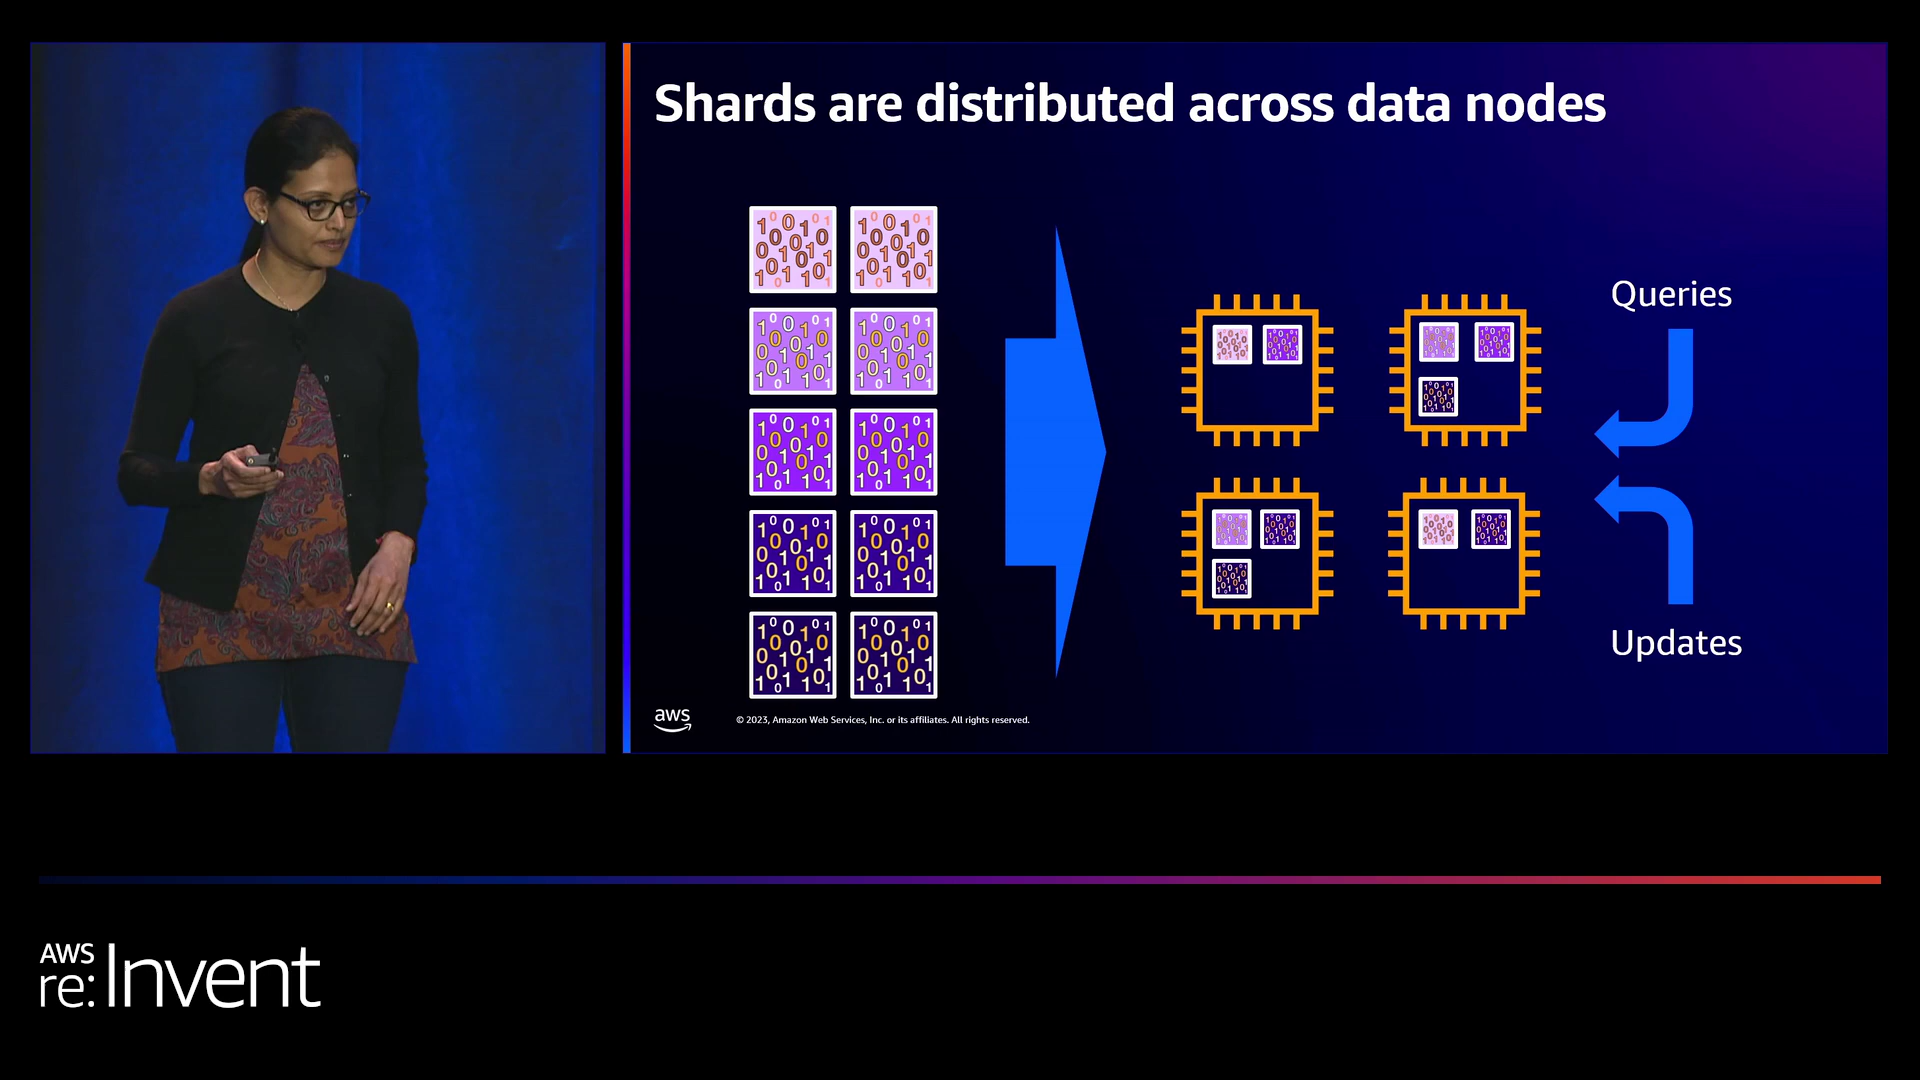 Shards are distributed across data nodes
Queries
Updates
aws
© 2023, Amazon Web Services, Inc. or its affiliates. All rights reserved.
AWS
re:Invent